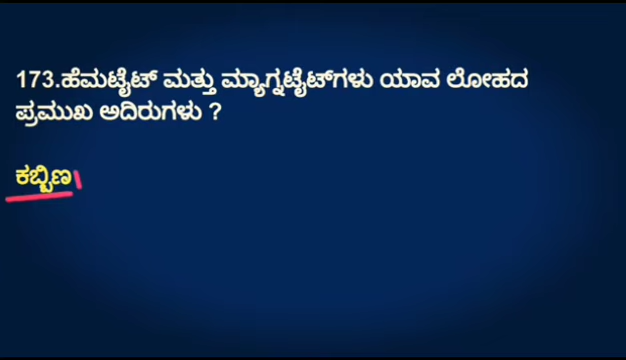 173.ಹೆಮಟೈಟ್ ಮತ್ತು ಮ್ಯಾಗ್ನಟೈಟ್‌ಗಳು ಯಾವ ಲೋಹದ
ಪ್ರಮುಖ ಅದಿರುಗಳು ?
ಕಬ್ಬಿಣ